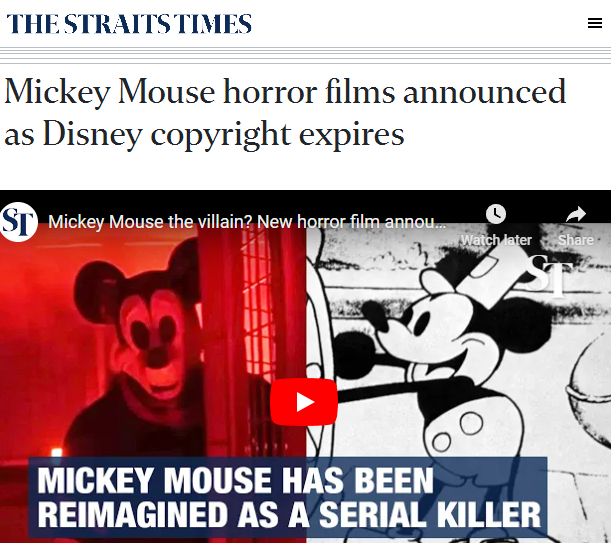 THE STRAITS TIMES
Mickey Mouse horror films announced
as Disney copyright expires
ST
Mickey Mouse the villain? New horror film annou...
Watch later
Share
ST
MICKEY MOUSE HAS BEEN
REIMAGINED AS A SERIAL KILLER